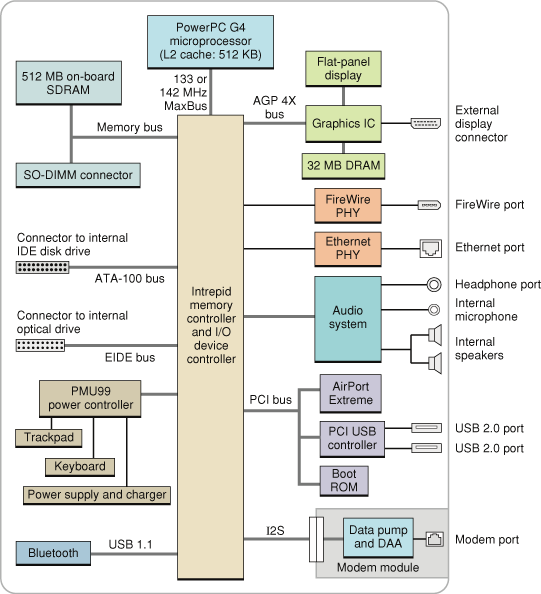 PowerPC G4
microprocessor
(L2 cache: 512 KB)
512 MB on-board
SDRAM
133 or
142 MHz
MaxBus
Flat-panel
display
AGP 4X
bus
Graphics IC
External
display
connector
Memory bus
SO-DIMM connector
32 MB DRAM
FireWire
PHY
FireWire port
Connector to internal
IDE disk drive
Ethernet
PHY
Ethernet port
ATA-100 bus
Intrepid
memory
controller
and I/O
device
controller
Audio
system
Headphone port
Internal
microphone
Internal
speakers
Connector to internal
optical drive
EIDE bus
PMU99
power controller
PCI bus
AirPort
Extreme
Trackpad
Keyboard
Power supply and charger
PCI USB
controller
USB 2.0 port
USB 2.0 port
Boot
ROM
I2S
Data pump
and DAA
Modem port
Modem module
Bluetooth
USB 1.1